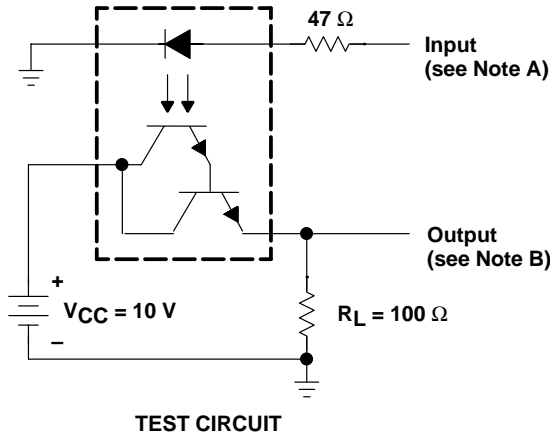 47 Ω
Input
(see Note A)
Output
(see Note B)
+
VCC = 10 V
–
RL = 100 Ω
TEST CIRCUIT